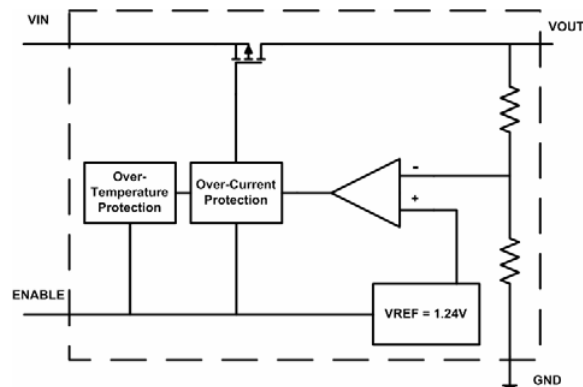 VIN
VOUT
Over-
Temperature
Protection
Over-Current
Protection
-
+
ENABLE
VREF = 1.24V
GND